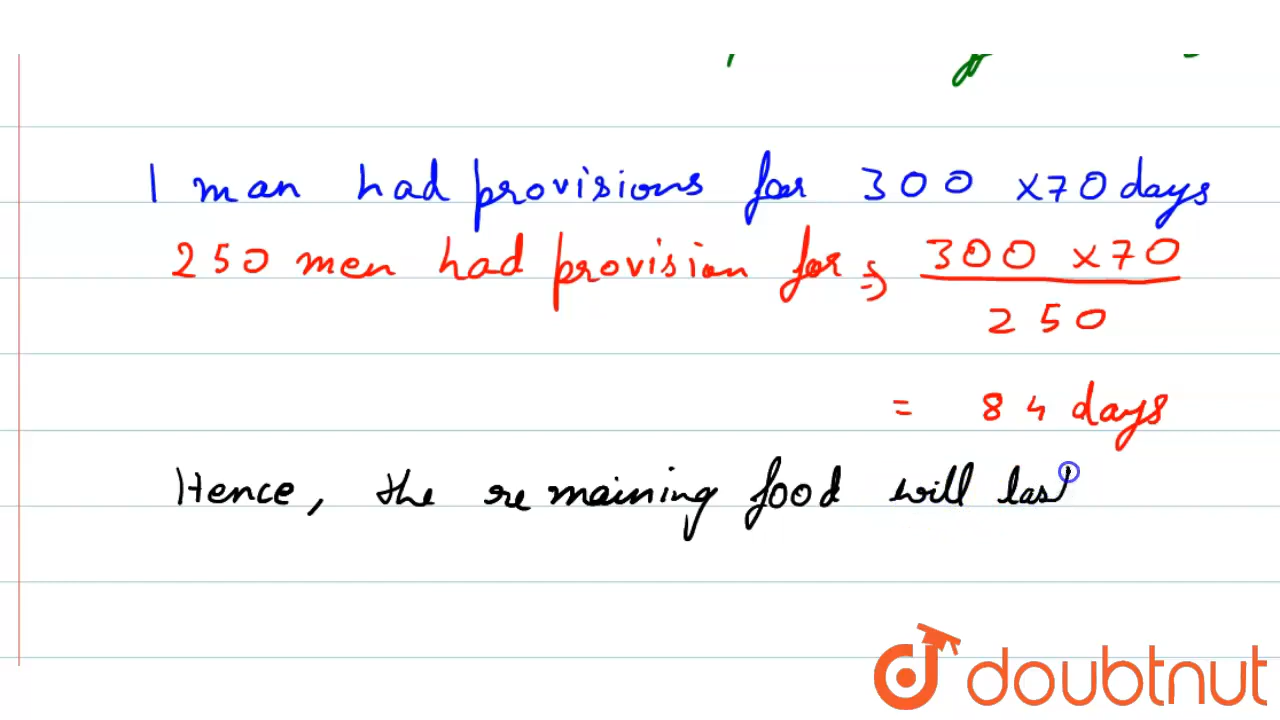 1 man had provisions for 300 x70 days
250 men had provision for ⇒ 300 x70
250
= 84 days
Hence, the remaining food will last
doubtnut